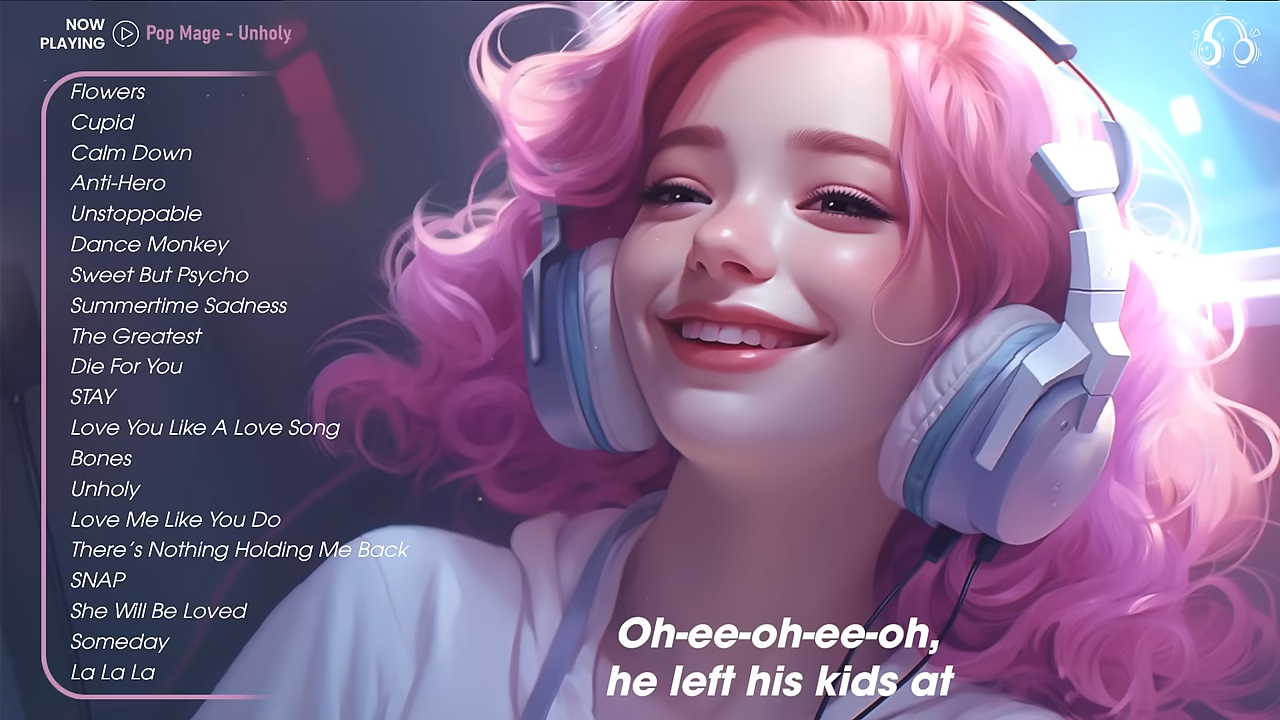 NOW
PLAYING
Pop Mage - Unholy
Flowers
Cupid
Calm Down
Anti-Hero
Unstoppable
Dance Monkey
Sweet But Psycho
Summertime Sadness
The Greatest
Die For You
STAY
Love You Like A Love Song
Bones
Unholy
Love Me Like You Do
There's Nothing Holding Me Back
SNAP
She Will Be Loved
Someday
La La La
Oh-ee-oh-ee-oh,
he left his kids at